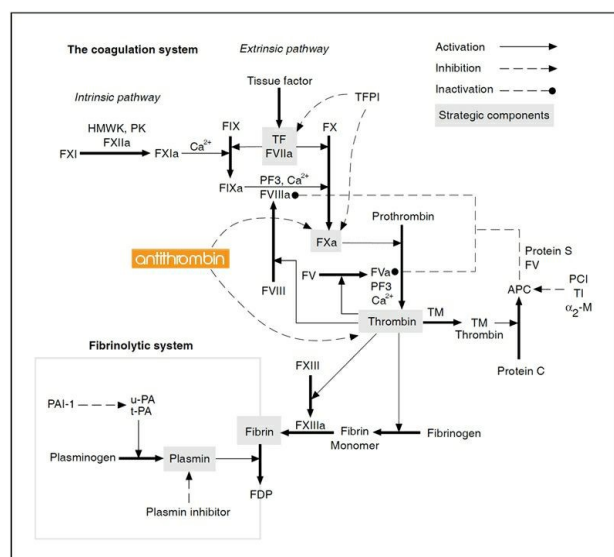 The coagulation system
Extrinsic pathway
Activation
Inhibition
Inactivation
Strategic components
Tissue factor
TFPI
Intrinsic pathway
HMWK, PK
FXIIa
FXI
FXIa
Ca2+
FIX
TF
FVIIa
FX
FIXa
PF3, Ca2+
FVIIIa
Prothrombin
FXa
antithrombin
FV
FVa
PF3
Ca2+
FVIII
Protein S
FV
APC
PCI
TI
α2-M
Thrombin
TM
TM
Thrombin
Protein C
Fibrinolytic system
FXIII
PAI-1
u-PA
t-PA
Fibrin
FXIIIa
Fibrin
Monomer
Fibrinogen
Plasminogen
Plasmin
FDP
Plasmin inhibitor